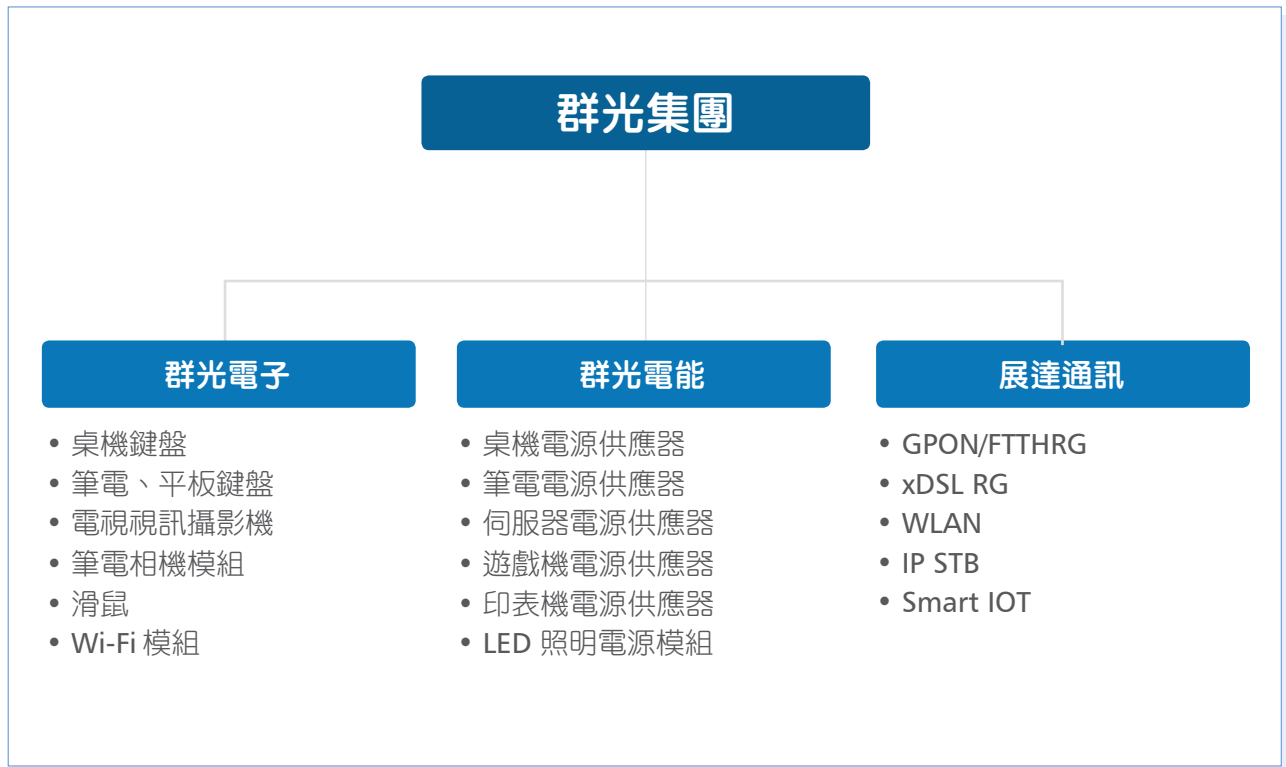 群光集團
群光電子
• 桌機鍵盤
• 筆電、平板鍵盤
• 電視視訊攝影機
• 筆電相機模組
• 滑鼠
• Wi-Fi 模組
群光電能
• 桌機電源供應器
• 筆電電源供應器
• 伺服器電源供應器
• 遊戲機電源供應器
• 印表機電源供應器
• LED 照明電源模組
展達通訊
• GPON/FTTHRG
• xDSL RG
• WLAN
• IP STB
• Smart IOT